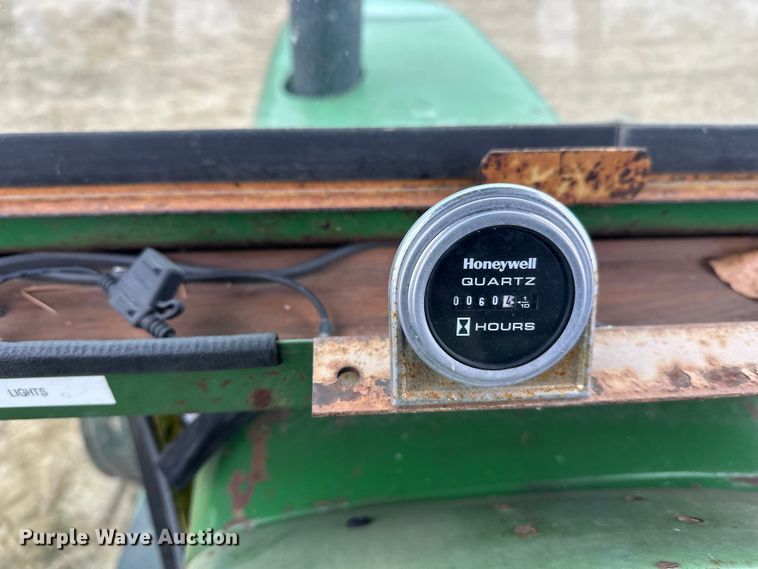 Honeywell
QUARTZ
00604 1/10
HOURS
LIGHTS
Purple Wave Auction